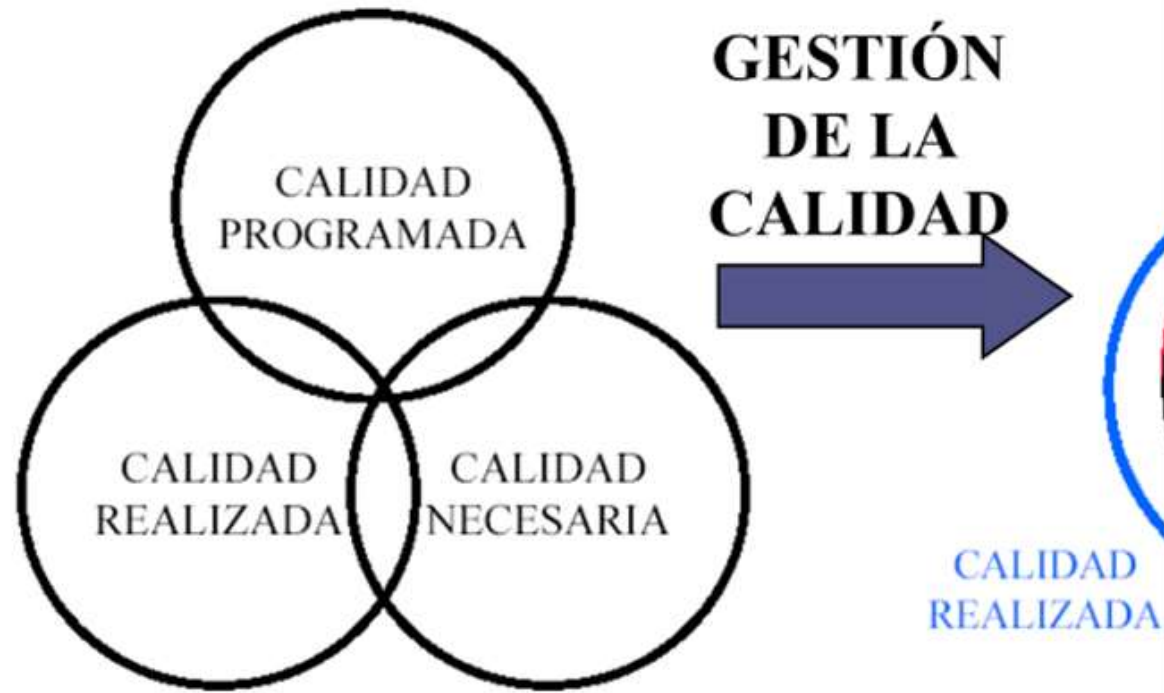 CALIDAD
PROGRAMADA
GESTIÓN
DE LA
CALIDAD
CALIDAD
REALIZADA
CALIDAD
NECESARIA
CALIDAD
REALIZADA